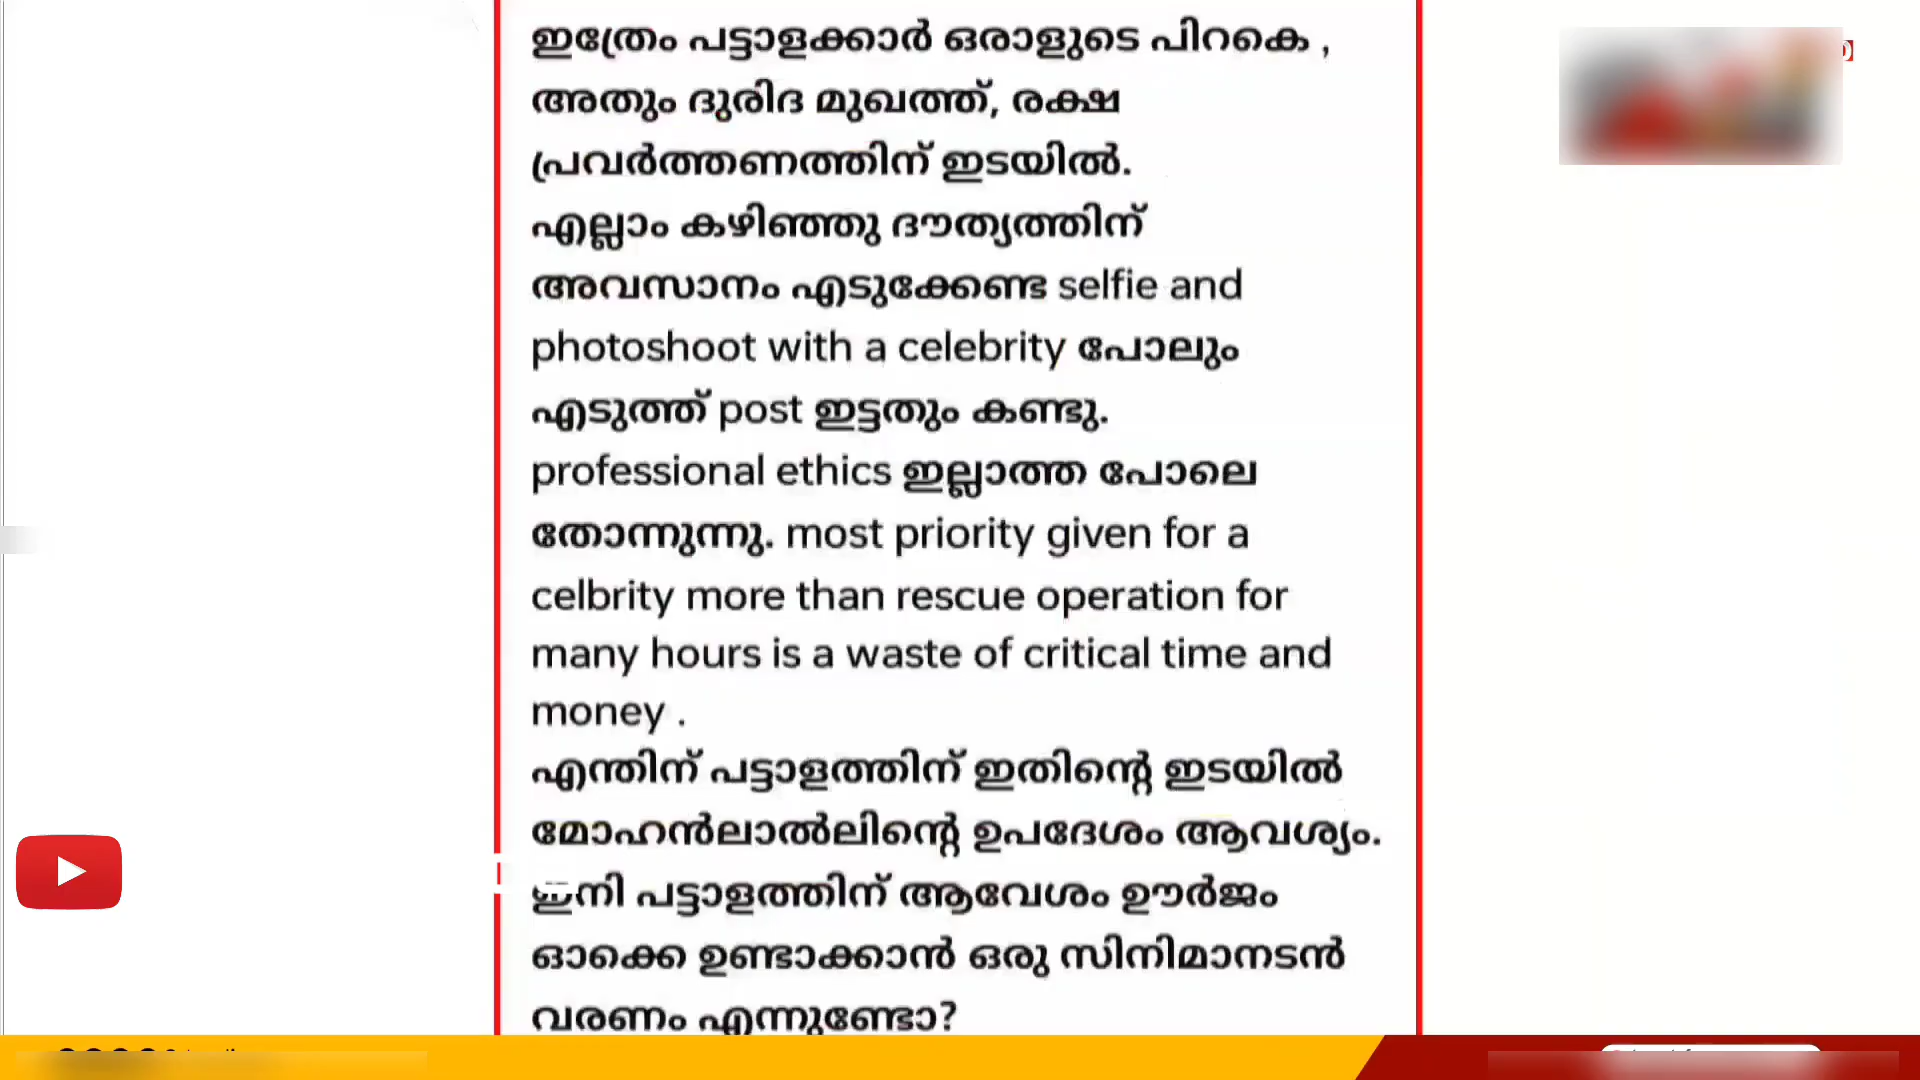 ഇത്രേം പട്ടാളക്കാർ ഒരാളുടെ പിറകെ ,
അതും ദുരിദ മുഖത്ത്, രക്ഷ
പ്രവർത്തണത്തിന് ഇടയിൽ.
എല്ലാം കഴിഞ്ഞു ദൗത്യത്തിന്
അവസാനം എടുക്കേണ്ട selfie and
photoshoot with a celebrity പോലും
എടുത്ത് post ഇട്ടതും കണ്ടു.
professional ethics ഇല്ലാത്ത പോലെ
തോന്നുന്നു. most priority given for a
celbrity more than rescue operation for
many hours is a waste of critical time and
money .
എന്തിന് പട്ടാളത്തിന് ഇതിന്റെ ഇടയിൽ
മോഹൻലാൽലിന്റെ ഉപദേശം ആവശ്യം.
ഇനി പട്ടാളത്തിന് ആവേശം ഊർജം
ഓക്കെ ഉണ്ടാക്കാൻ ഒരു സിനിമാനടൻ
വരണം എന്നുണ്ടോ?